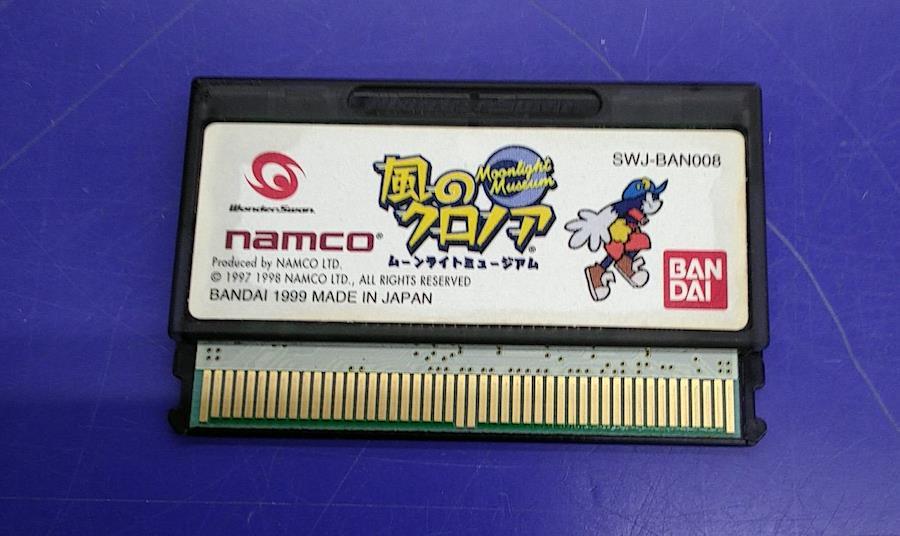 SWJ-BAN008
WonderSwan
風のクロノア
Moonlight
Museum
ムーンライトミュージアム
namco®
Produced by NAMCO LTD.
© 1997 1998 NAMCO LTD., ALL RIGHTS RESERVED
BANDAI 1999 MADE IN JAPAN
BAN
DAI